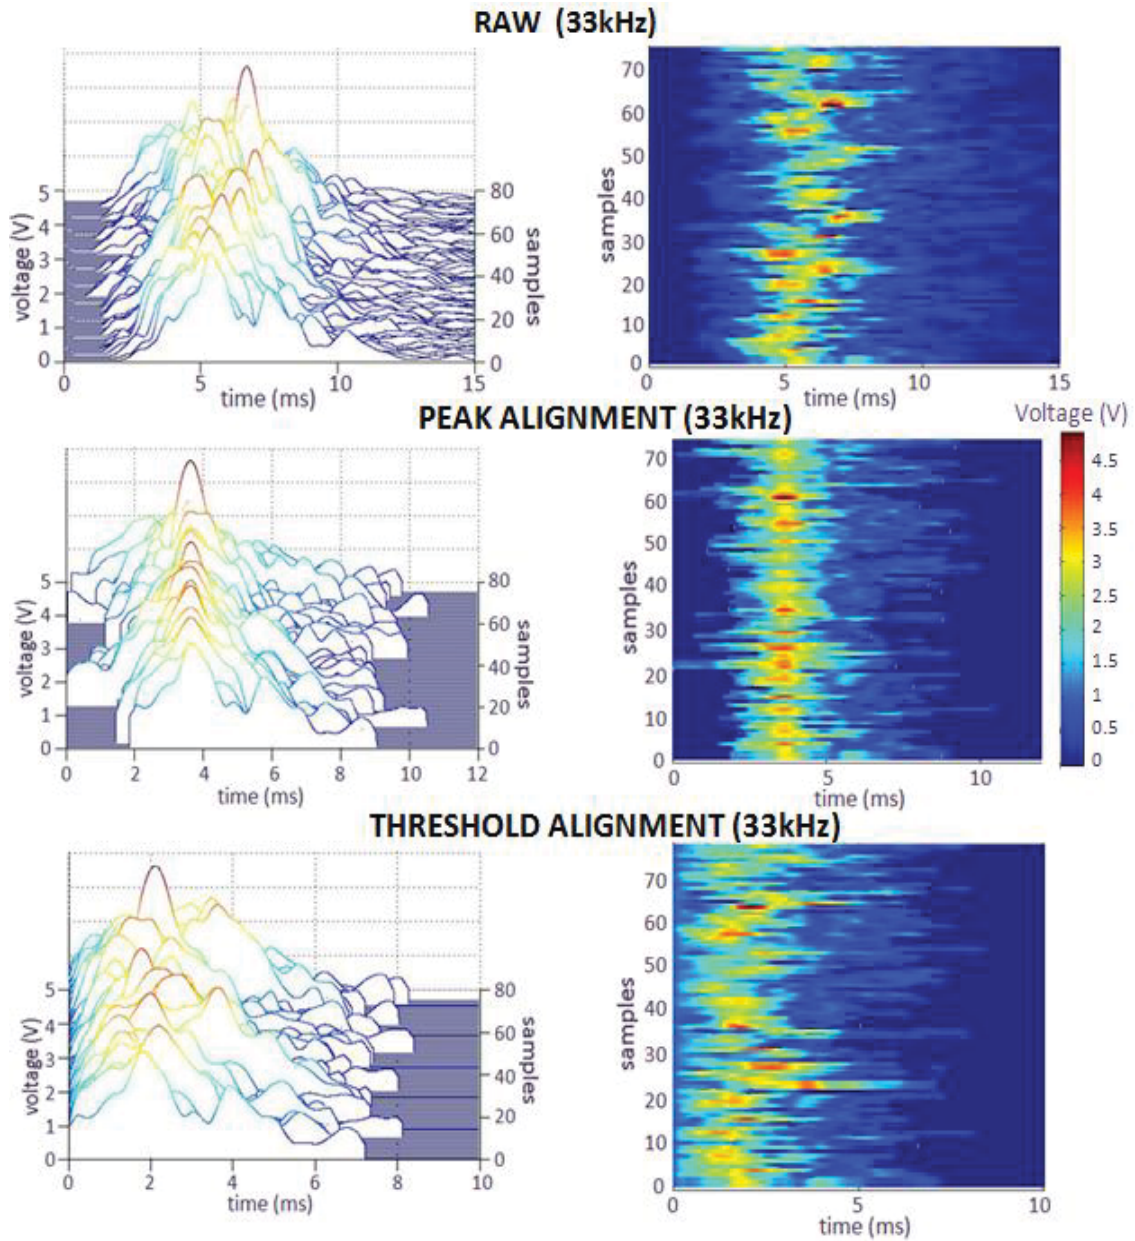 RAW (33kHz)
voltage (V)
5
4
3
2
1
0
80
60
40
20
0
samples
0 5 10 15
time (ms)
samples
70
60
50
40
30
20
10
0
0 5 10 15
time (ms)
PEAK ALIGNMENT (33kHz)
voltage (V)
5
4
3
2
1
0
80
60
40
20
0
samples
0 2 4 6 8 10 12
time (ms)
samples
70
60
50
40
30
20
10
0
0 5 10
time (ms)
Voltage (V)
4.5
4
3.5
3
2.5
2
1.5
1
0.5
0
THRESHOLD ALIGNMENT (33kHz)
voltage (V)
5
4
3
2
1
0
80
60
40
20
0
samples
0 2 4 6 8 10
time (ms)
samples
70
60
50
40
30
20
10
0
0 5 10
time (ms)